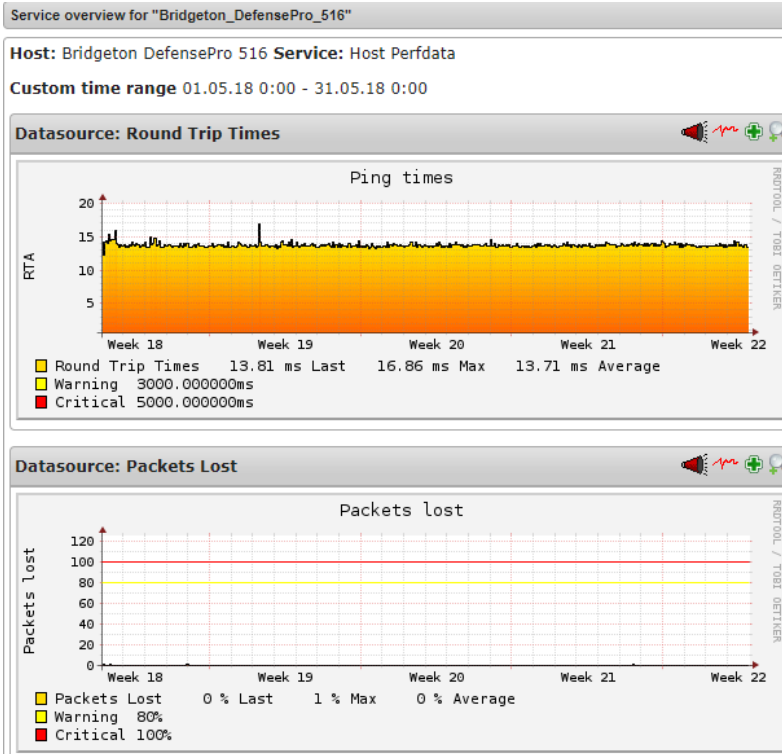 Service overview for "Bridgeton_DefensePro_516"
Host: Bridgeton DefensePro 516 Service: Host Perfdata
Custom time range 01.05.18 0:00 - 31.05.18 0:00
Datasource: Round Trip Times
Ping times
RRDTOOL / TOBI OETIKER
RTA
20
15
10
5
Week 18 Week 19 Week 20 Week 21 Week 22
Round Trip Times 13.81 ms Last 16.86 ms Max 13.71 ms Average
Warning 3000.000000ms
Critical 5000.000000ms
Datasource: Packets Lost
Packets lost
RRDTOOL / TOBI OETIKER
Packets lost
120
100
80
60
40
20
0
Week 18 Week 19 Week 20 Week 21 Week 22
Packets Lost 0 % Last 1 % Max 0 % Average
Warning 80%
Critical 100%